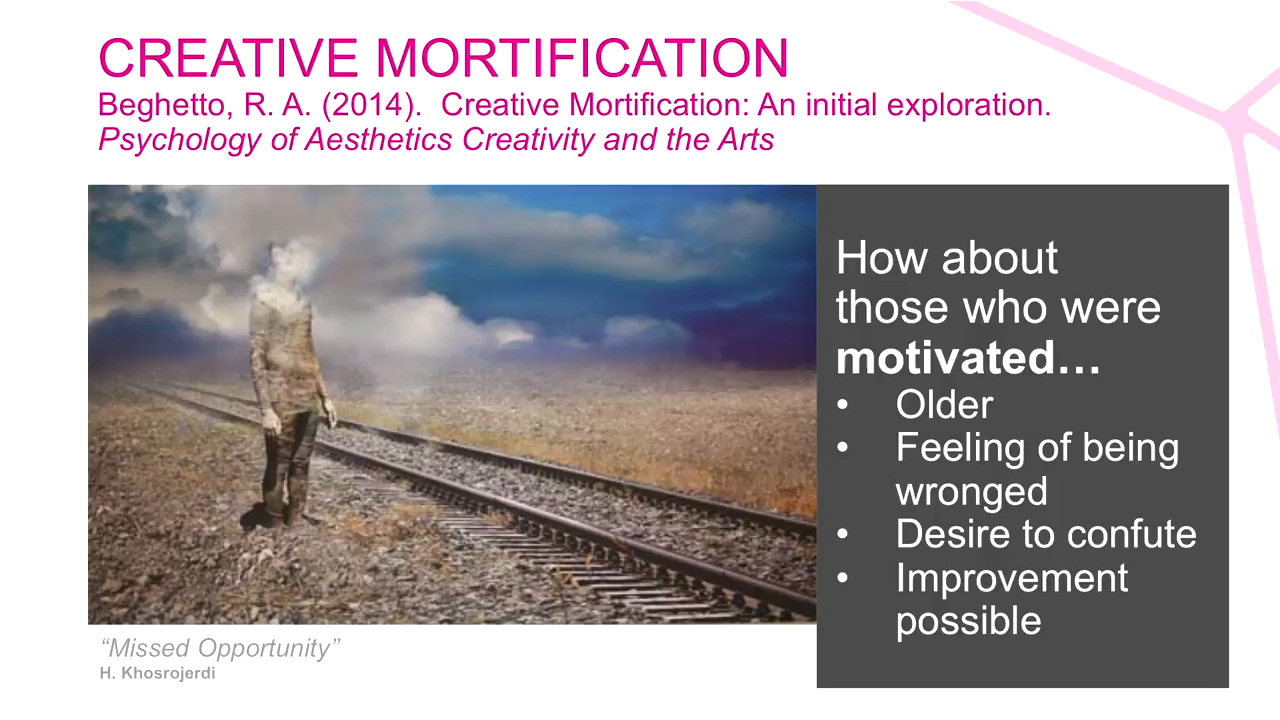 CREATIVE MORTIFICATION
Beghetto, R. A. (2014).  Creative Mortification: An initial exploration.
Psychology of Aesthetics Creativity and the Arts
How about
those who were
motivated…
• Older
• Feeling of being
wronged
• Desire to confute
• Improvement
possible
“Missed Opportunity”
H. Khosrojerdi